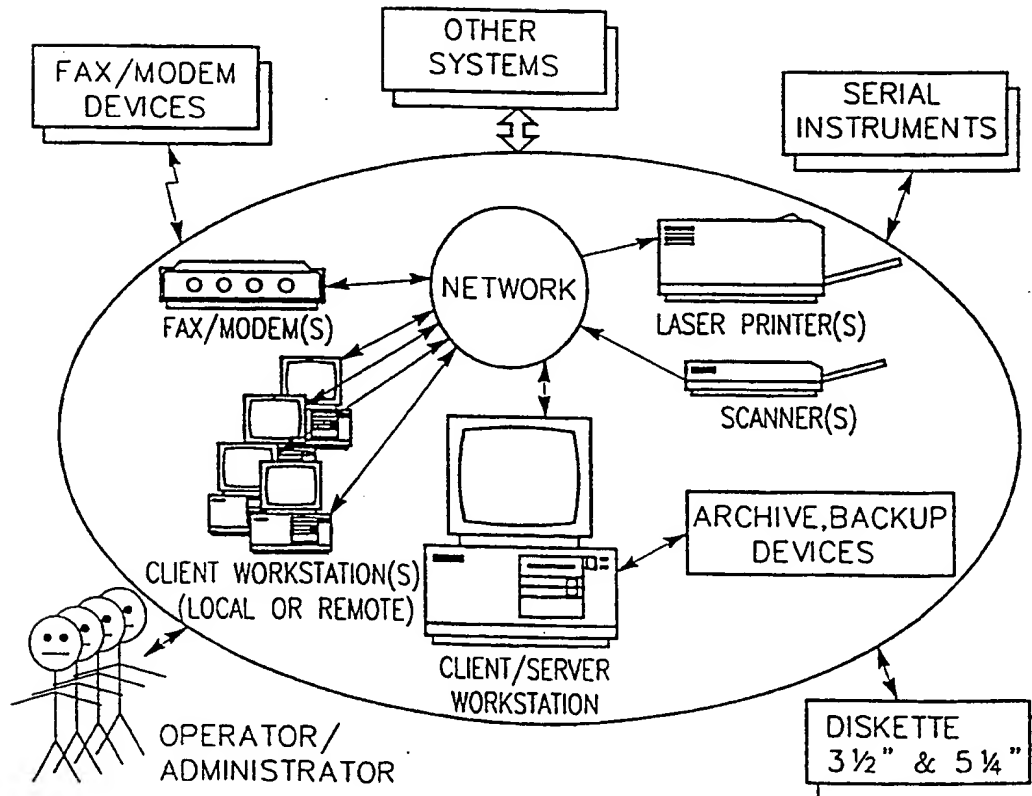 OTHER
SYSTEMS
FAX/MODEM
DEVICES
SERIAL
INSTRUMENTS
NETWORK
FAX/MODEM(S)
LASER PRINTER(S)
SCANNER(S)
ARCHIVE,BACKUP
DEVICES
CLIENT WORKSTATION(S)
(LOCAL OR REMOTE)
CLIENT/SERVER
WORKSTATION
OPERATOR/
ADMINISTRATOR
DISKETTE
3½" & 5¼"